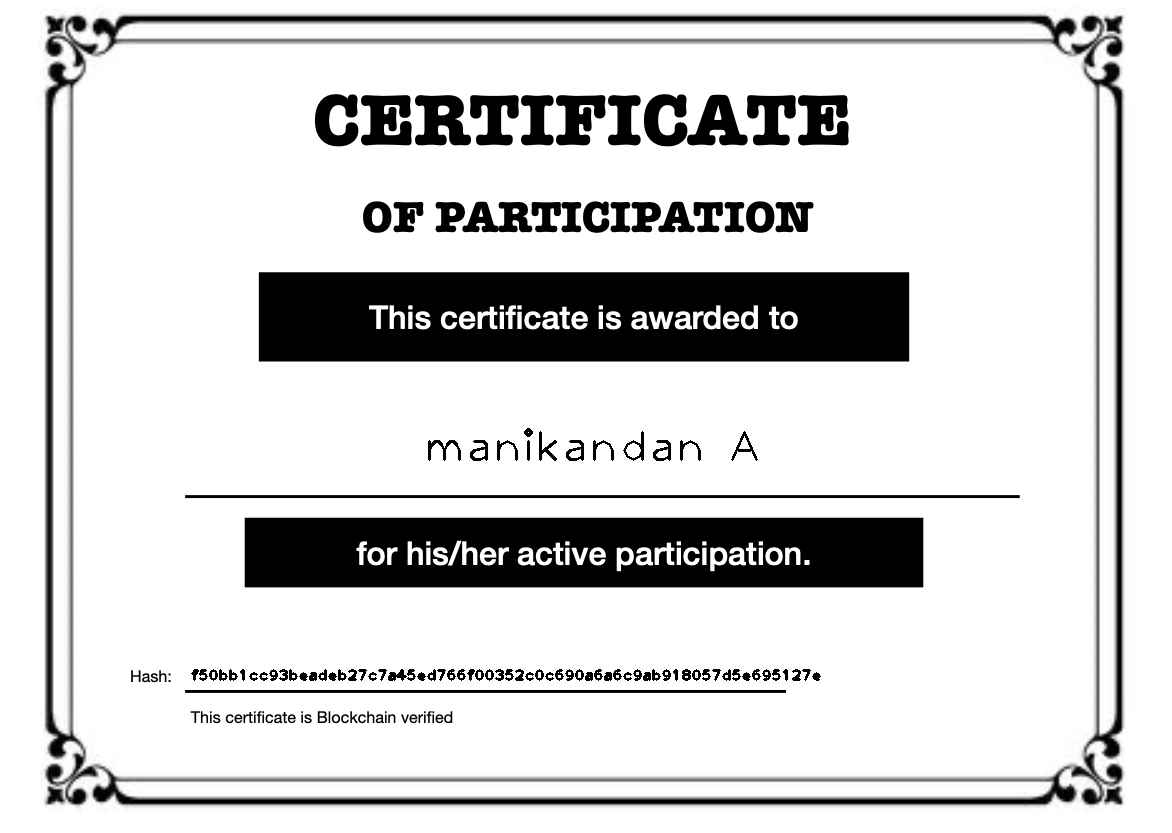 CERTIFICATE
OF PARTICIPATION
This certificate is awarded to
manikandan A
for his/her active participation.
Hash: f50bb1cc93beadeb27c7a45ed766f00352c0c690a6a6c9ab918057d5e695127e
This certificate is Blockchain verified